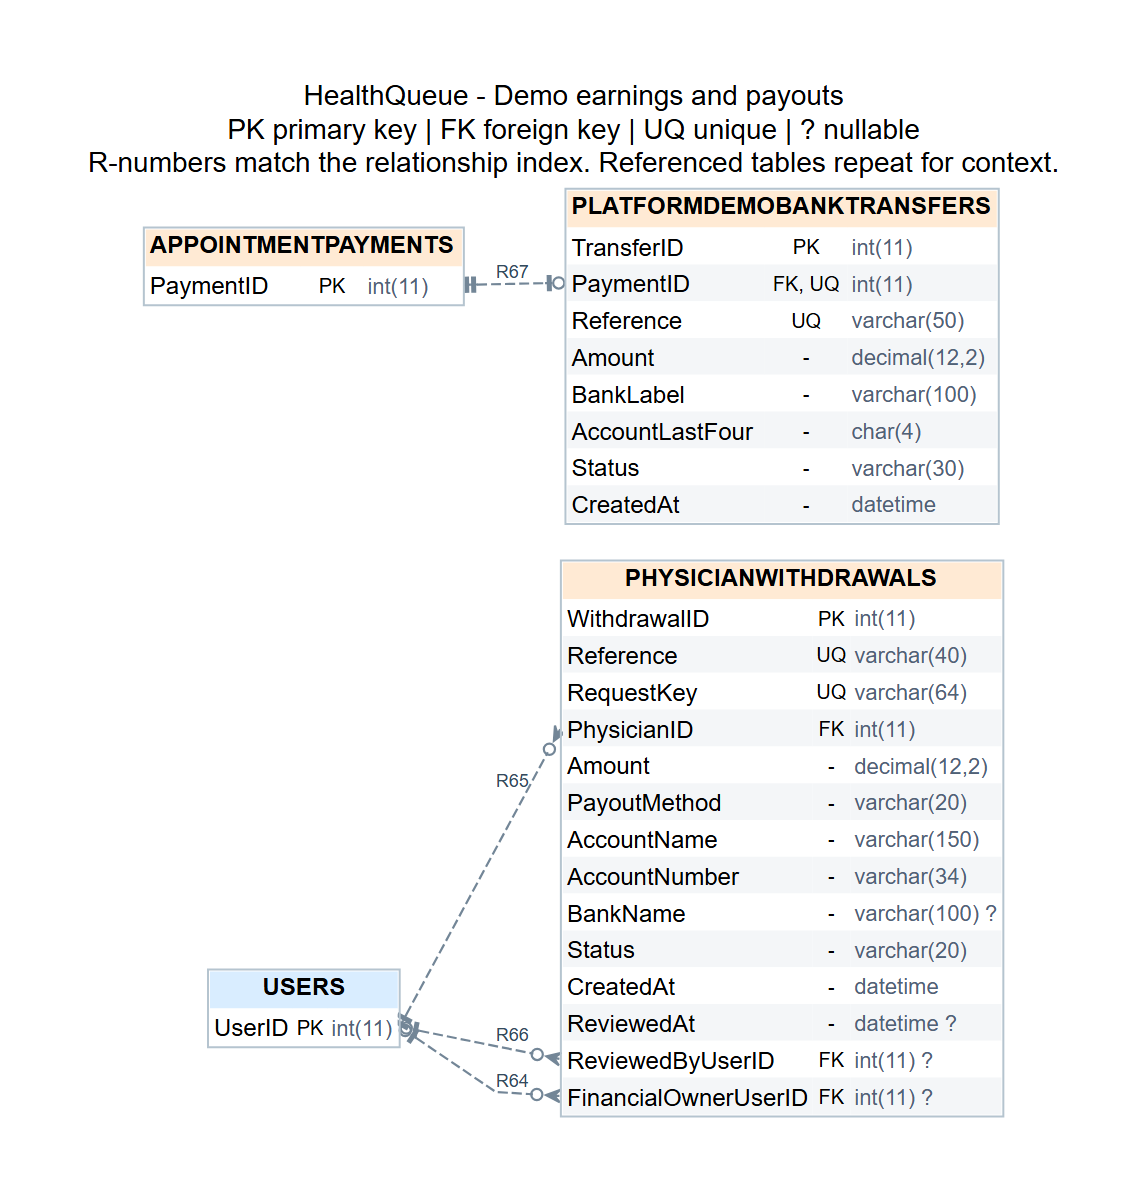 HealthQueue - Demo earnings and payouts
PK primary key | FK foreign key | UQ unique | ? nullable
R-numbers match the relationship index. Referenced tables repeat for context.
APPOINTMENTPAYMENTS
PaymentID PK int(11)
R67
PLATFORMDEMOBANKTRANSFERS
TransferID PK int(11)
PaymentID FK, UQ int(11)
Reference UQ varchar(50)
Amount - decimal(12,2)
BankLabel - varchar(100)
AccountLastFour - char(4)
Status - varchar(30)
CreatedAt - datetime
PHYSICIANWITHDRAWALS
WithdrawalID PK int(11)
Reference UQ varchar(40)
RequestKey UQ varchar(64)
PhysicianID FK int(11)
Amount - decimal(12,2)
PayoutMethod - varchar(20)
AccountName - varchar(150)
AccountNumber - varchar(34)
BankName - varchar(100) ?
Status - varchar(20)
CreatedAt - datetime
ReviewedAt - datetime ?
ReviewedByUserID FK int(11) ?
FinancialOwnerUserID FK int(11) ?
R65
USERS
UserID PK int(11)
R66
R64